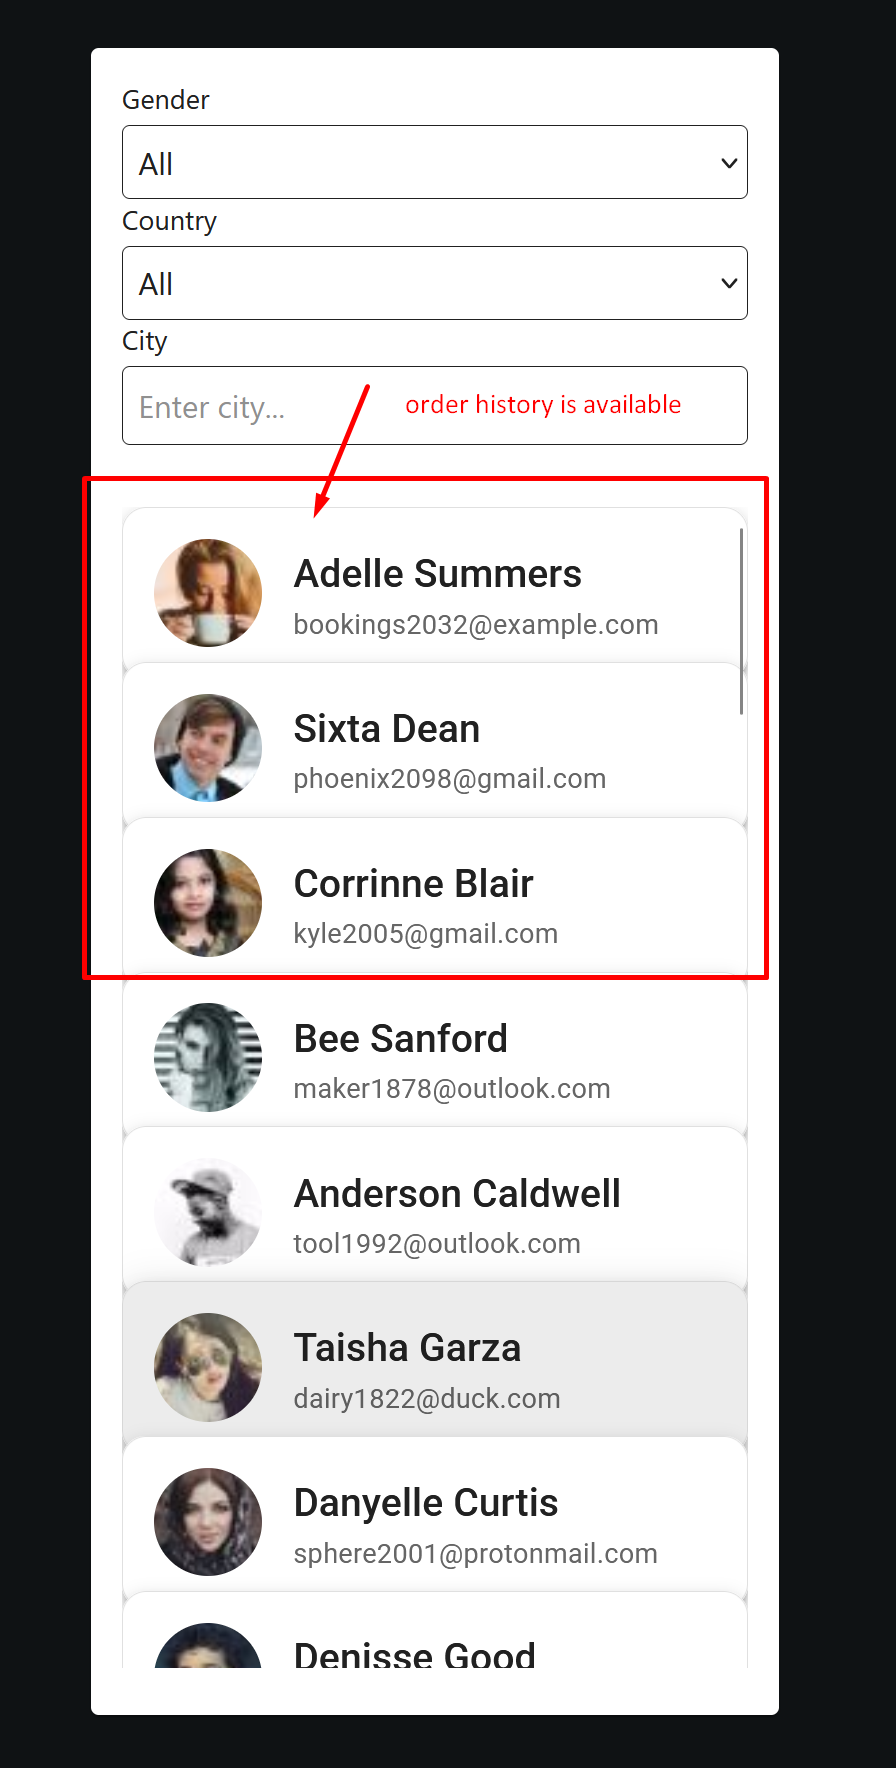 Gender
All
Country
All
City
Enter city...
order history is available
Adelle Summers
bookings2032@example.com
Sixta Dean
phoenix2098@gmail.com
Corrinne Blair
kyle2005@gmail.com
Bee Sanford
maker1878@outlook.com
Anderson Caldwell
tool1992@outlook.com
Taisha Garza
dairy1822@duck.com
Danyelle Curtis
sphere2001@protonmail.com
Denisse Good